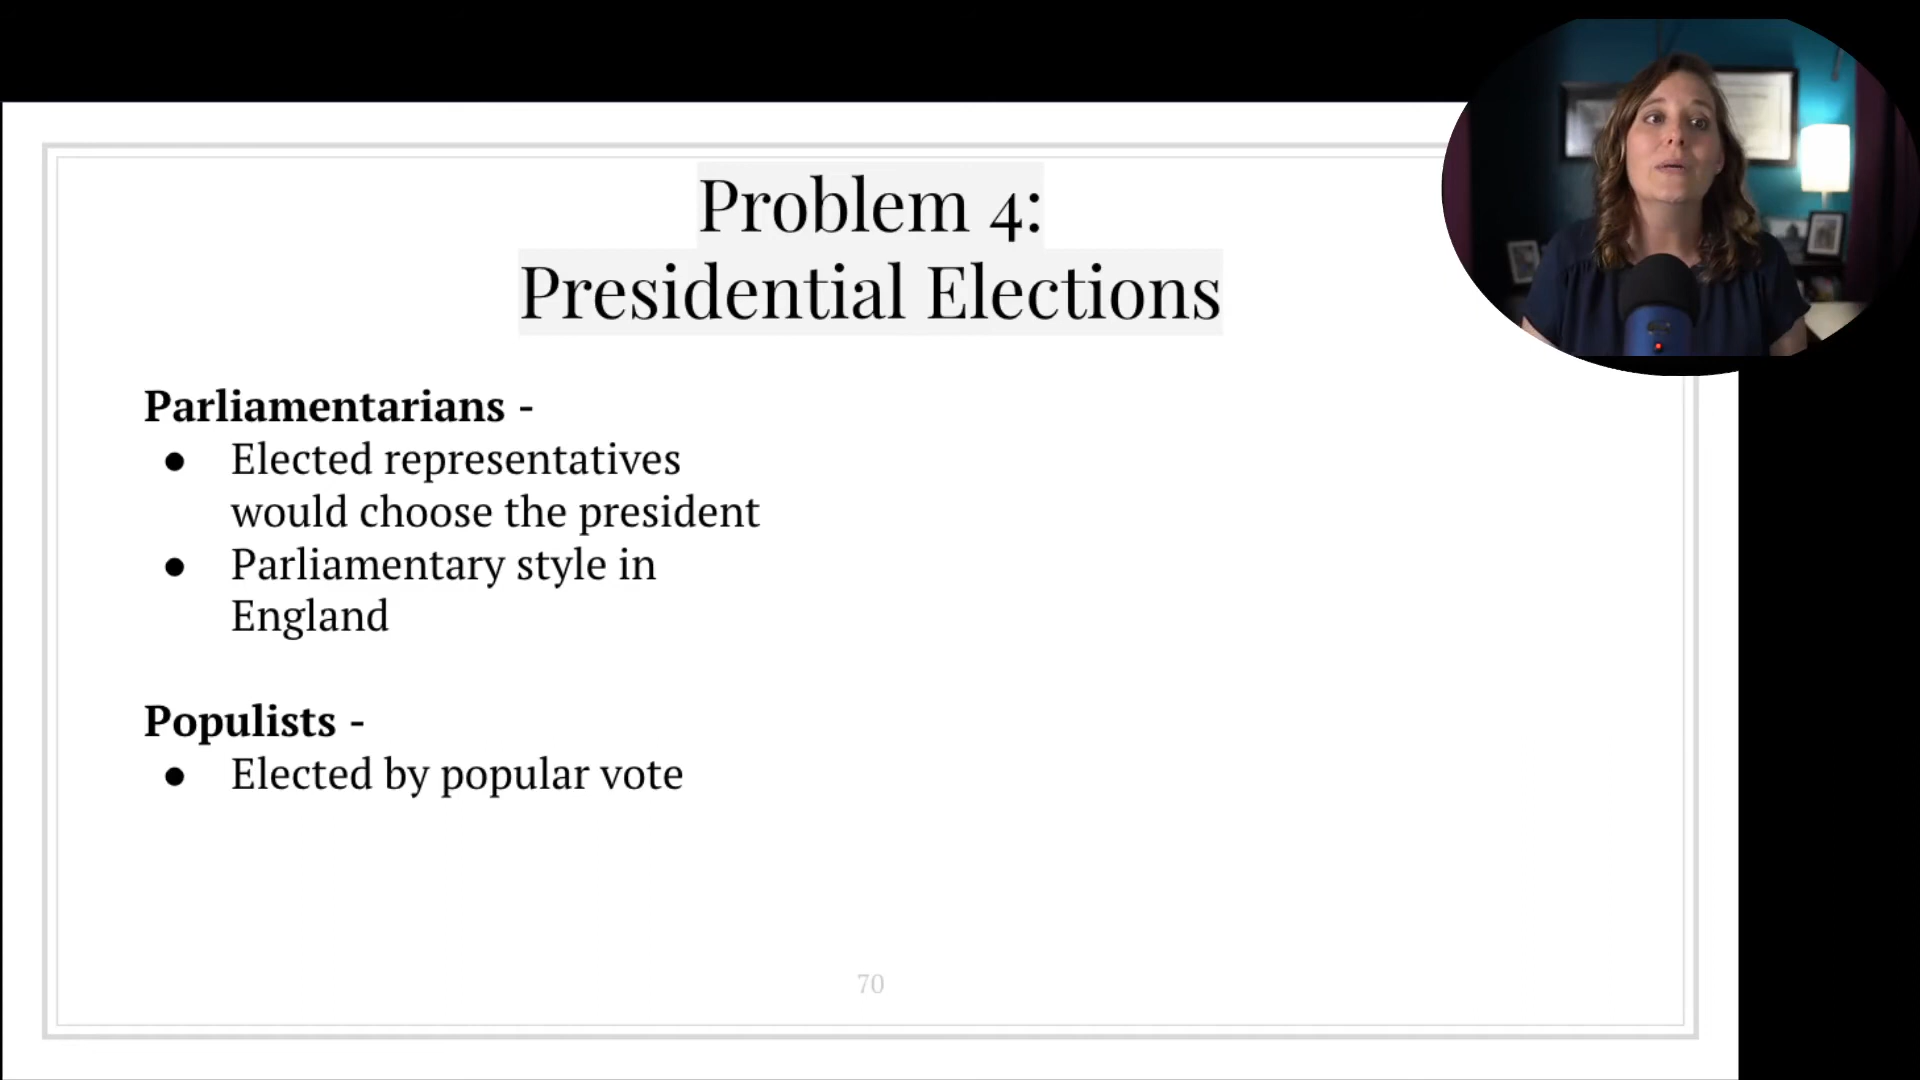 Problem 4:
Presidential Elections
Parliamentarians -
● Elected representatives
would choose the president
● Parliamentary style in
England
Populists -
● Elected by popular vote
70